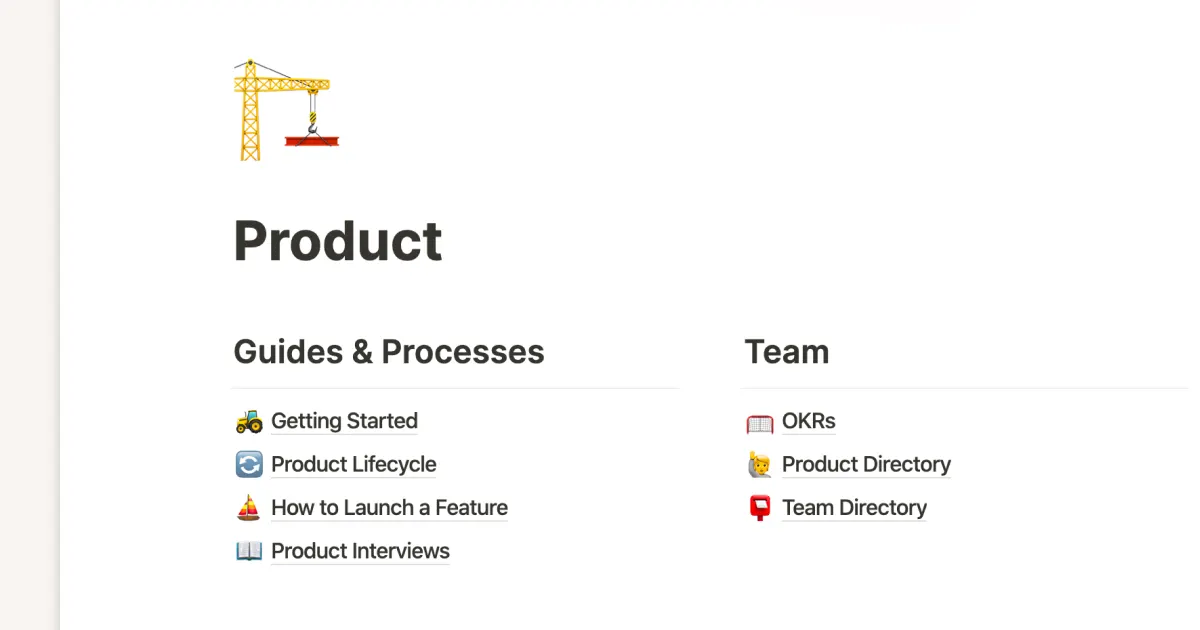 Product
Guides & Processes
Getting Started
Product Lifecycle
How to Launch a Feature
Product Interviews
Team
OKRs
Product Directory
Team Directory